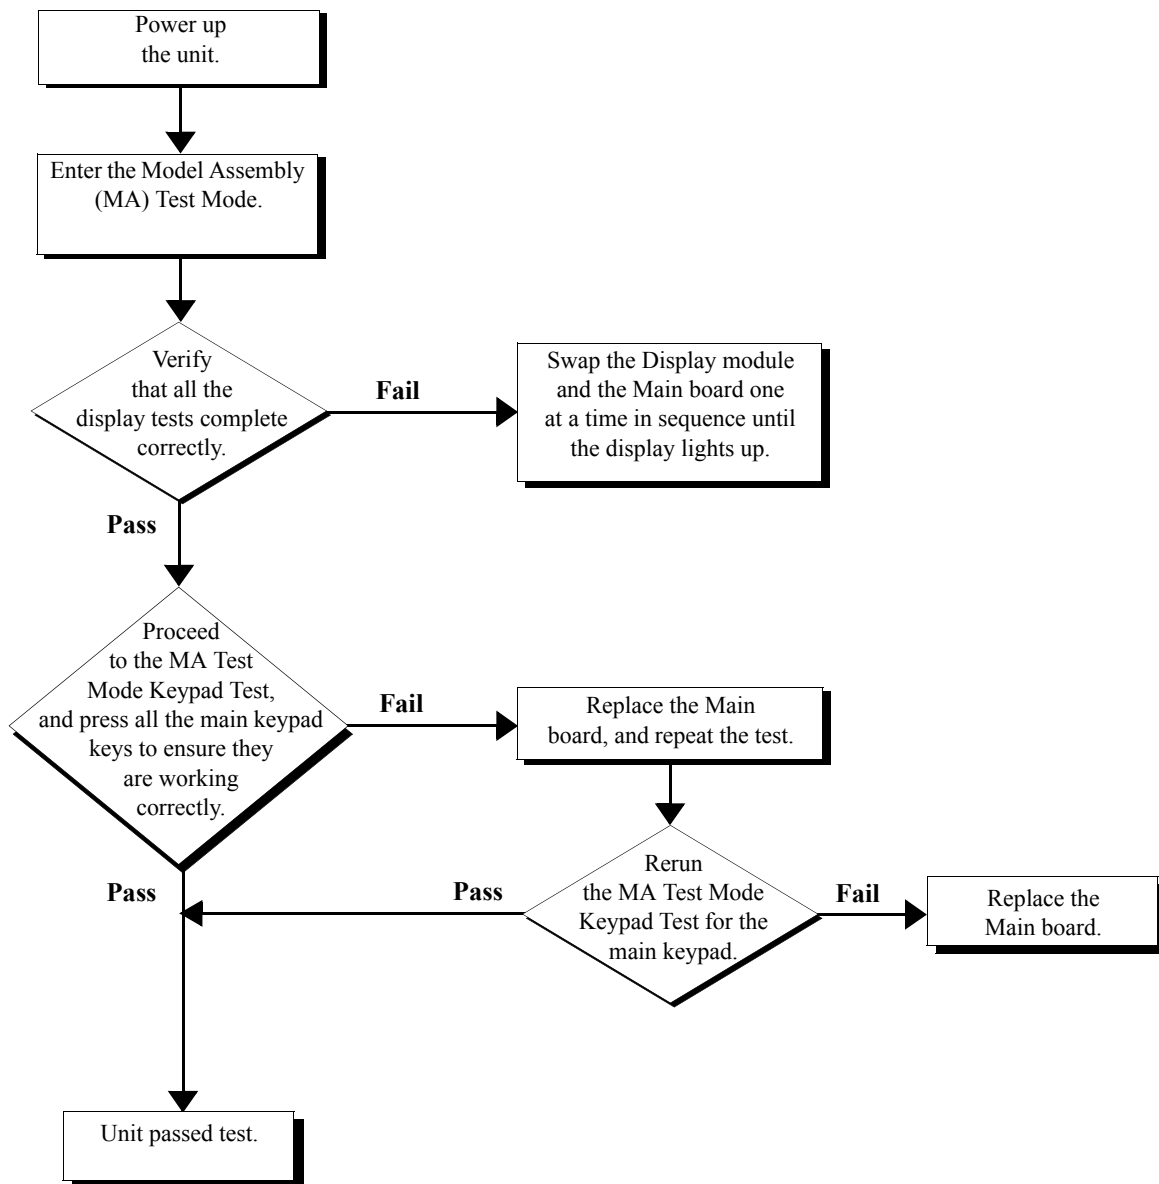 Power up
the unit.
Enter the Model Assembly
(MA) Test Mode.
Verify
that all the
display tests complete
correctly.
Fail
Swap the Display module
and the Main board one
at a time in sequence until
the display lights up.
Pass
Proceed
to the MA Test
Mode Keypad Test,
and press all the main keypad
keys to ensure they
are working
correctly.
Fail
Replace the Main
board, and repeat the test.
Pass
Pass
Rerun
the MA Test Mode
Keypad Test for the
main keypad.
Fail
Replace the
Main board.
Unit passed test.